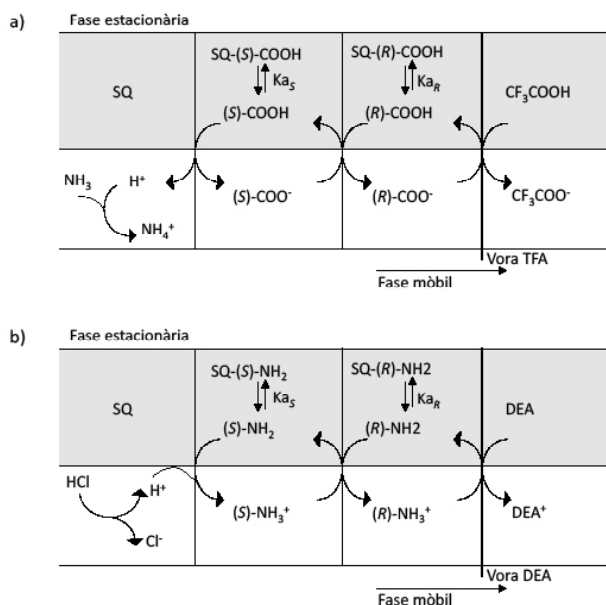 a)
Fase estacionària
SQ-(S)-COOH
SQ-(R)-COOH
SQ
Ka_S
Ka_R
CF₃COOH
(S)-COOH
(R)-COOH
NH₃
H⁺
(S)-COO⁻
(R)-COO⁻
CF₃COO⁻
NH₄⁺
Vora TFA
Fase mòbil
b)
Fase estacionària
SQ-(S)-NH₂
SQ-(R)-NH2
SQ
Ka_S
Ka_R
DEA
(S)-NH₂
(R)-NH2
HCl
H⁺
(S)-NH₃⁺
(R)-NH₃⁺
DEA⁺
Cl⁻
Vora DEA
Fase mòbil